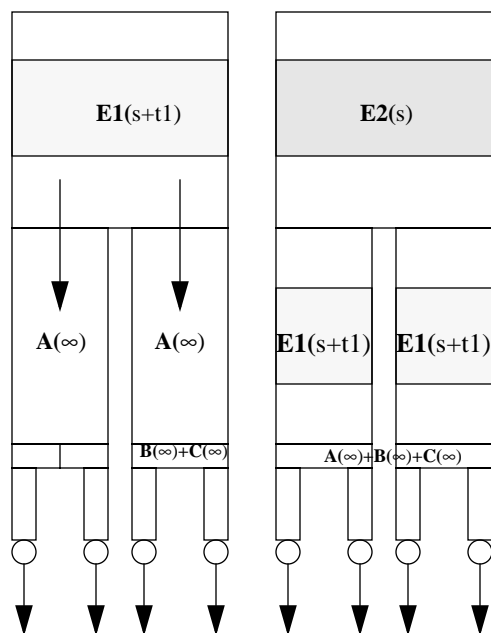 E1(s+t1)
E2(s)
A(∞)
A(∞)
E1(s+t1)
E1(s+t1)
B(∞)+C(∞)
A(∞)+B(∞)+C(∞)